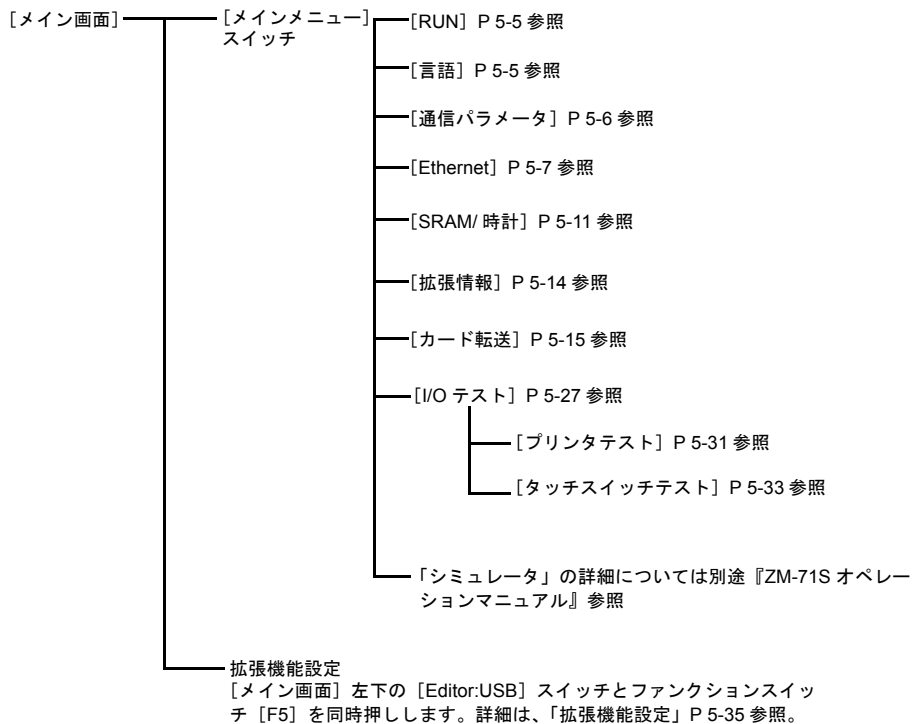 ［メイン画面］
［メインメニュー］
スイッチ
［RUN］P 5-5 参照
［言語］P 5-5 参照
［通信パラメータ］P 5-6 参照
［Ethernet］P 5-7 参照
［SRAM/ 時計］P 5-11 参照
［拡張情報］P 5-14 参照
［カード転送］P 5-15 参照
［I/O テスト］P 5-27 参照
［プリンタテスト］P 5-31 参照
［タッチスイッチテスト］P 5-33 参照
「シミュレータ」の詳細については別途『ZM-71S オペレー
ションマニュアル』参照
拡張機能設定
［メイン画面］左下の［Editor:USB］スイッチとファンクションスイッ
チ［F5］を同時押しします。詳細は、「拡張機能設定」P 5-35 参照。